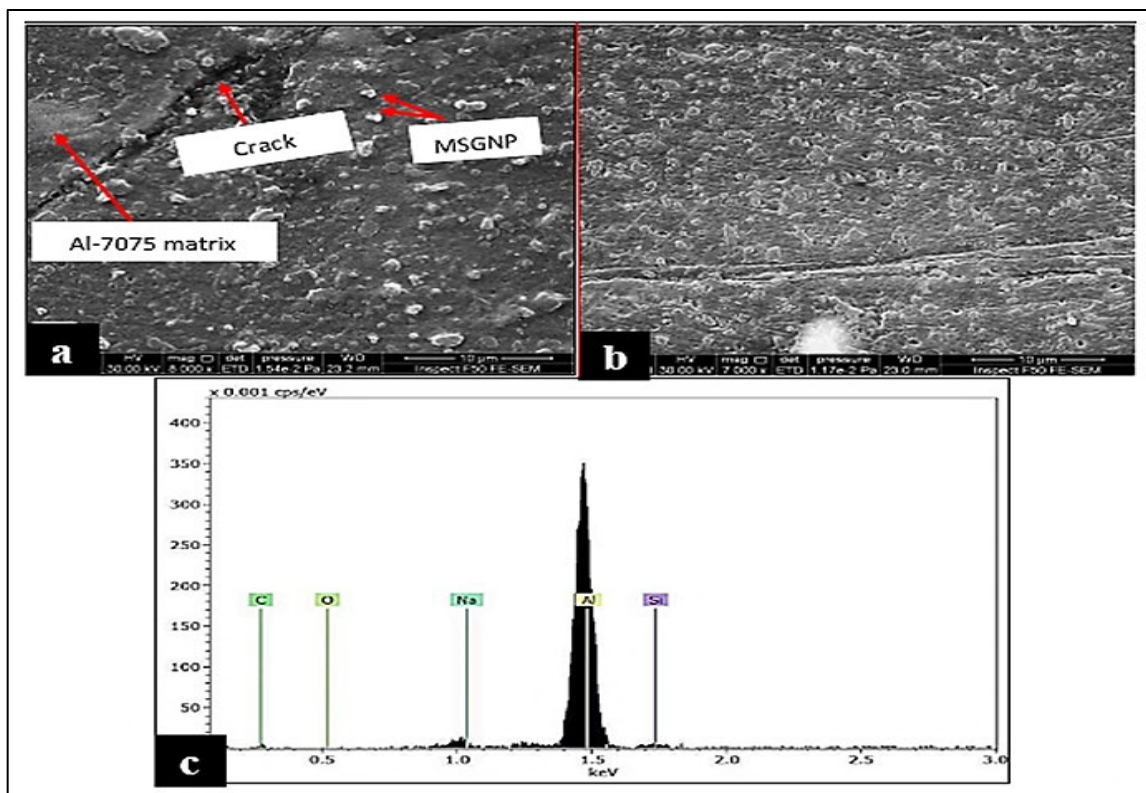 Crack
MSGNP
Al-7075 matrix
a
HV mag det pressure WD 10 µm
30.00 kV 8 000 x ETD 1.54e-2 Pa 23.2 mm Inspect F50 FE-SEM
b
HV mag det pressure WD 10 µm
30.00 kV 7 000 x ETD 1.17e-2 Pa 23.0 mm Inspect F50 FE-SEM
x 0.001 cps/eV
400
350
300
250
200
150
100
50
C O Na Al Si
0.5 1.0 1.5 2.0 2.5 3.0
keV
c